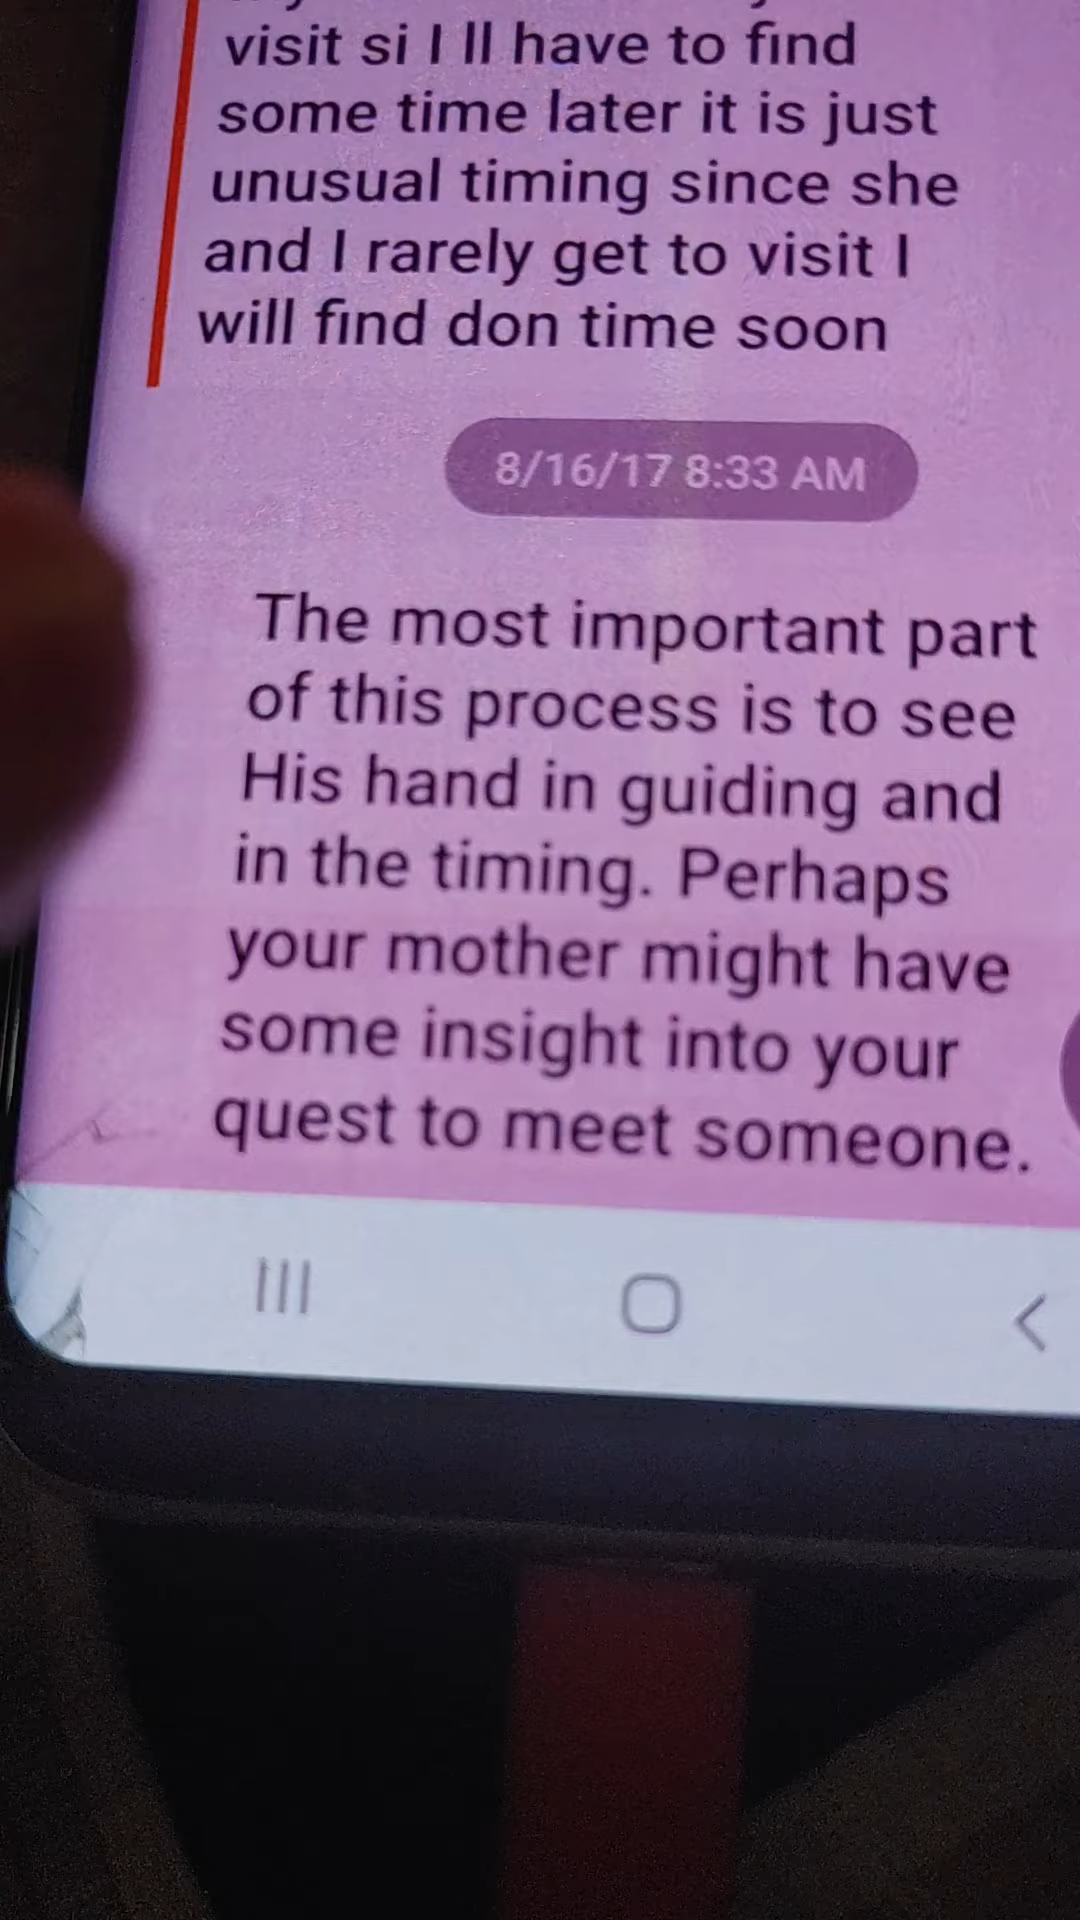 visit si I ll have to find
some time later it is just
unusual timing since she
and I rarely get to visit I
will find don time soon
8/16/17 8:33 AM
The most important part
of this process is to see
His hand in guiding and
in the timing. Perhaps
your mother might have
some insight into your
quest to meet someone.